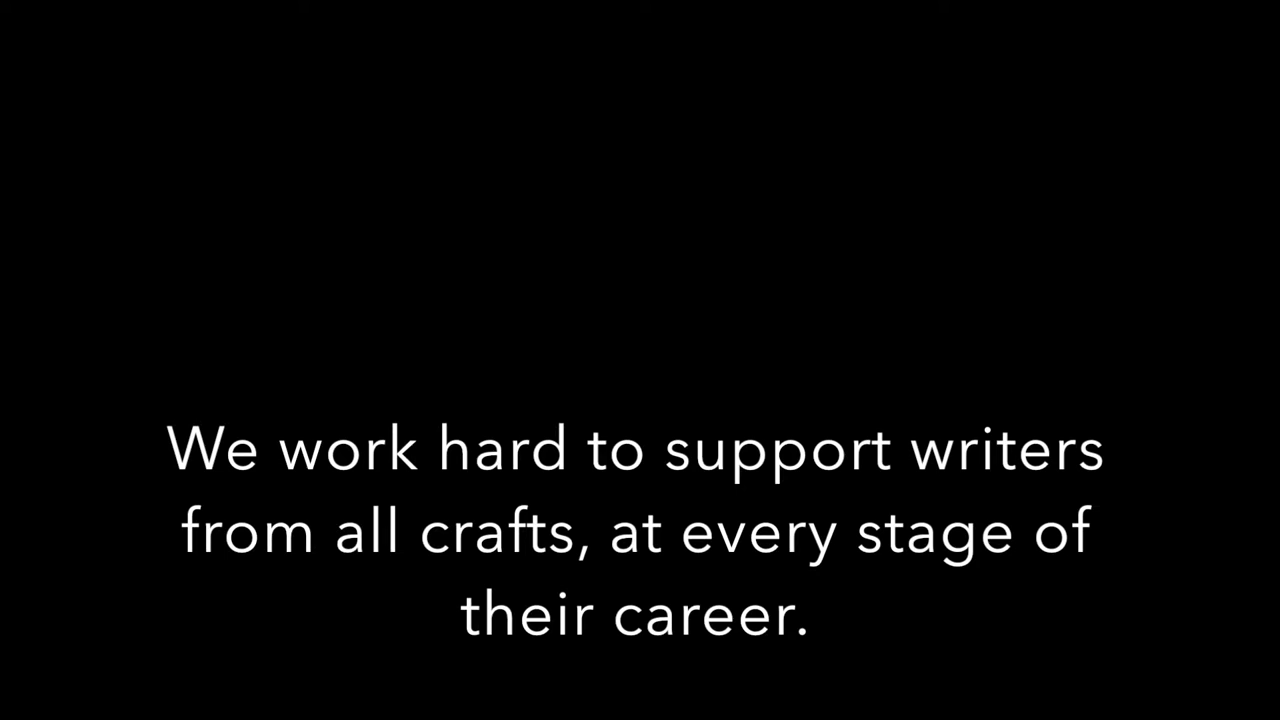 We work hard to support writers
from all crafts, at every stage of
their career.